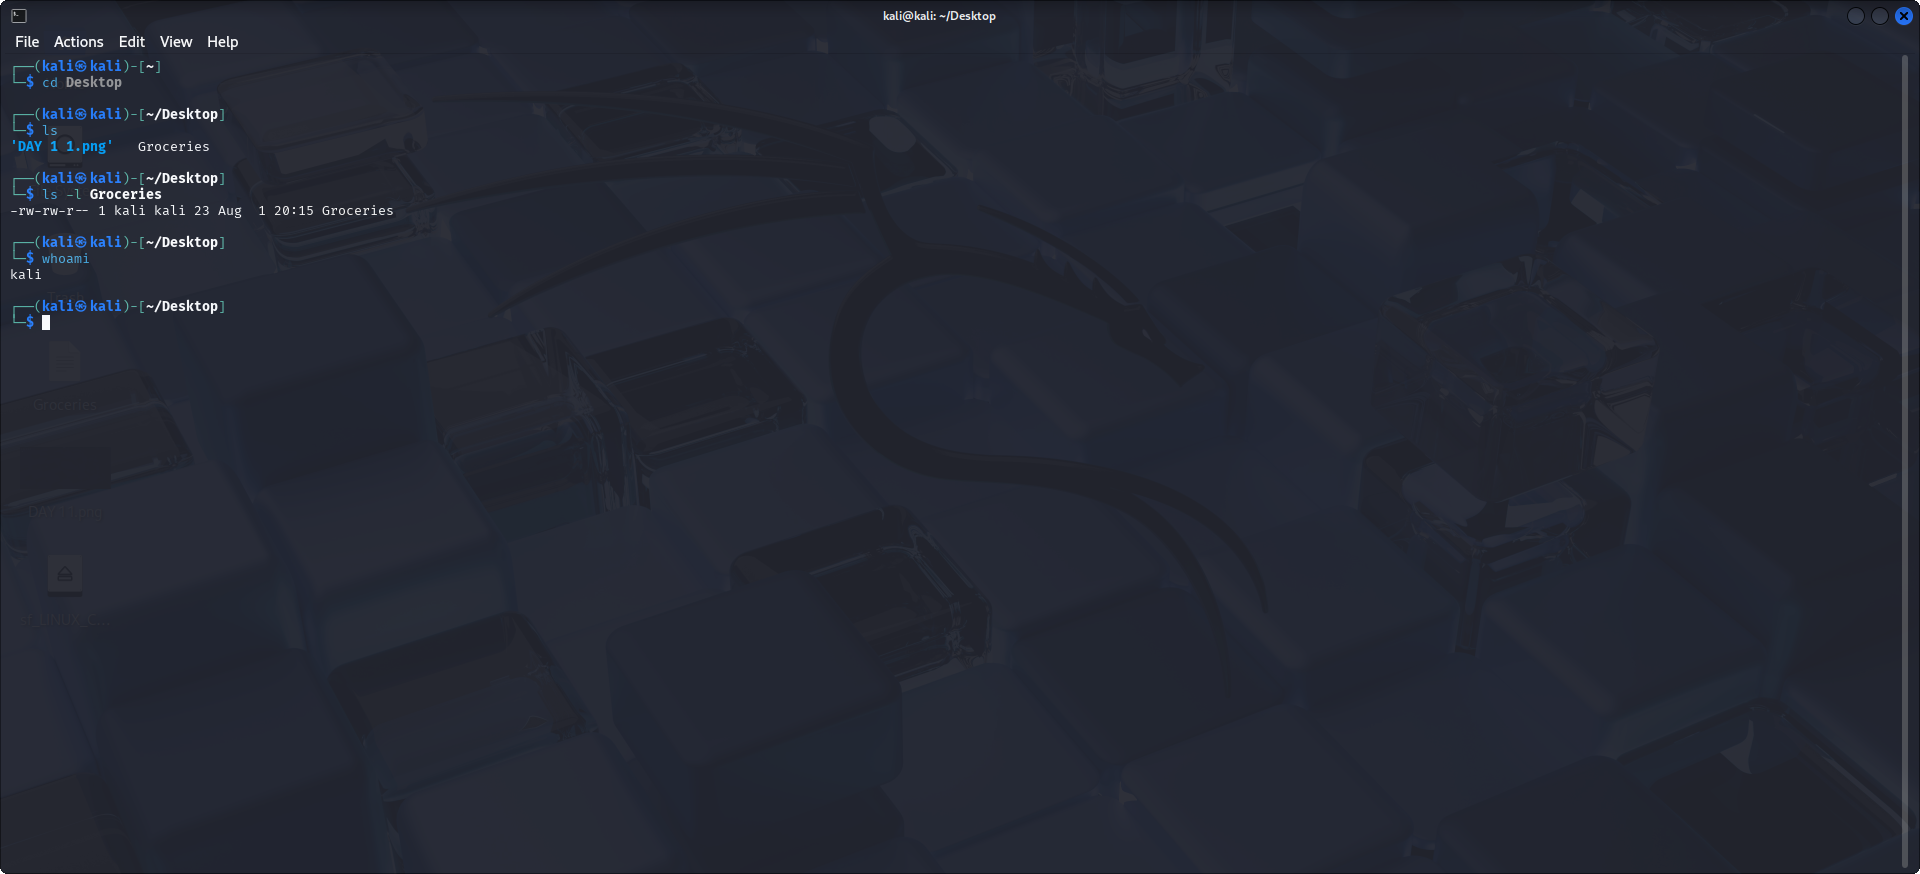 kali@kali: ~/Desktop
File Actions Edit View Help
┌──(kali㉿kali)-[~]
└─$ cd Desktop
┌──(kali㉿kali)-[~/Desktop]
└─$ ls
'DAY 1 1.png'   Groceries
┌──(kali㉿kali)-[~/Desktop]
└─$ ls -l Groceries
-rw-rw-r-- 1 kali kali 23 Aug  1 20:15 Groceries
┌──(kali㉿kali)-[~/Desktop]
└─$ whoami
kali
┌──(kali㉿kali)-[~/Desktop]
└─$
Groceries
DAY 1 1.png